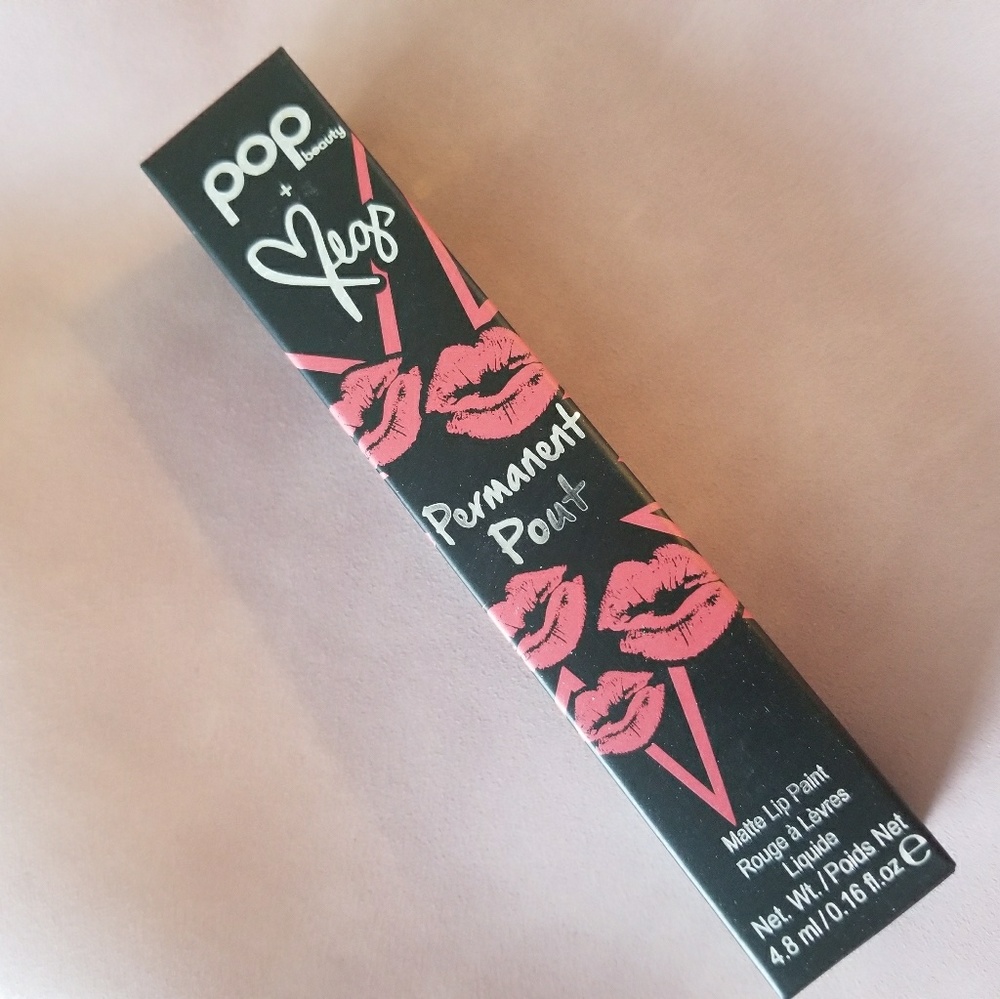 pop
beauty
+
Megs
Permanent
Pout
Matte Lip Paint
Rouge à Lèvres
Liquide
Net. Wt./Poids Net
4.8 ml/0.16 fl.oz e